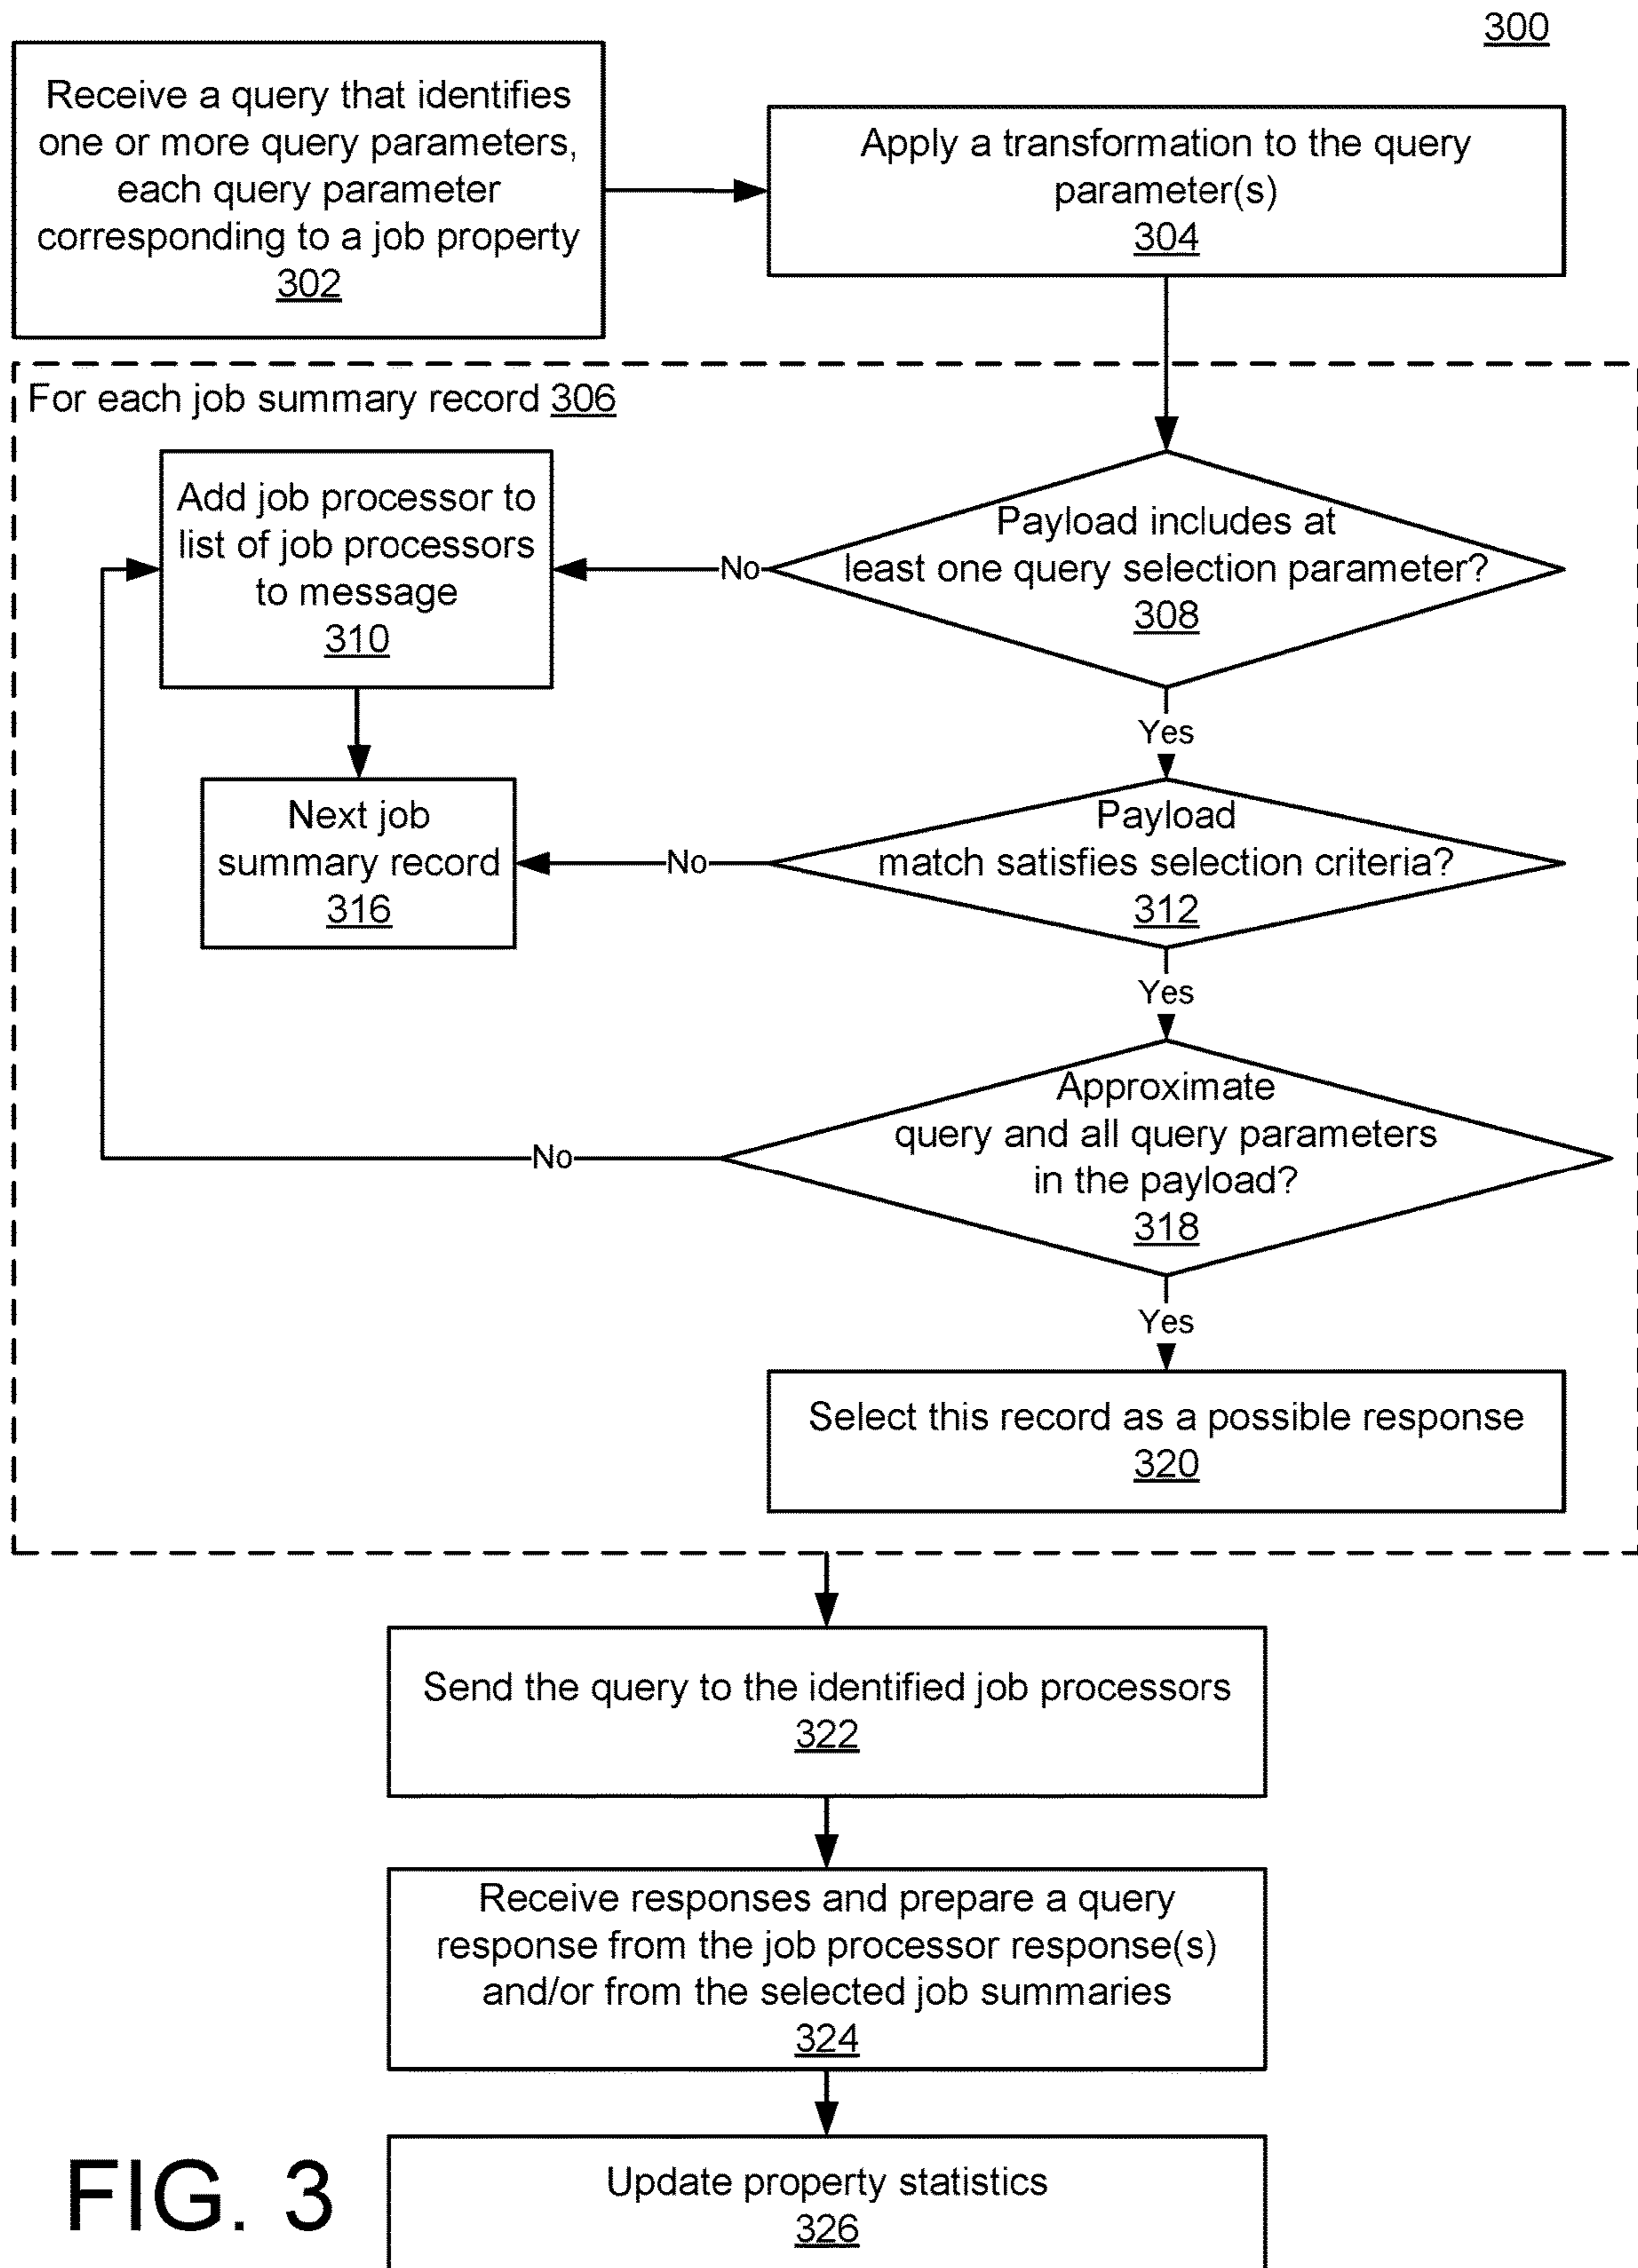 300
Receive a query that identifies
one or more query parameters,
each query parameter
corresponding to a job property
302
Apply a transformation to the query
parameter(s)
304
For each job summary record 306
Add job processor to
list of job processors
to message
310
No
Payload includes at
least one query selection parameter?
308
Yes
Next job
summary record
316
No
Payload
match satisfies selection criteria?
312
Yes
No
Approximate
query and all query parameters
in the payload?
318
Yes
Select this record as a possible response
320
Send the query to the identified job processors
322
Receive responses and prepare a query
response from the job processor response(s)
and/or from the selected job summaries
324
Update property statistics
326
FIG. 3